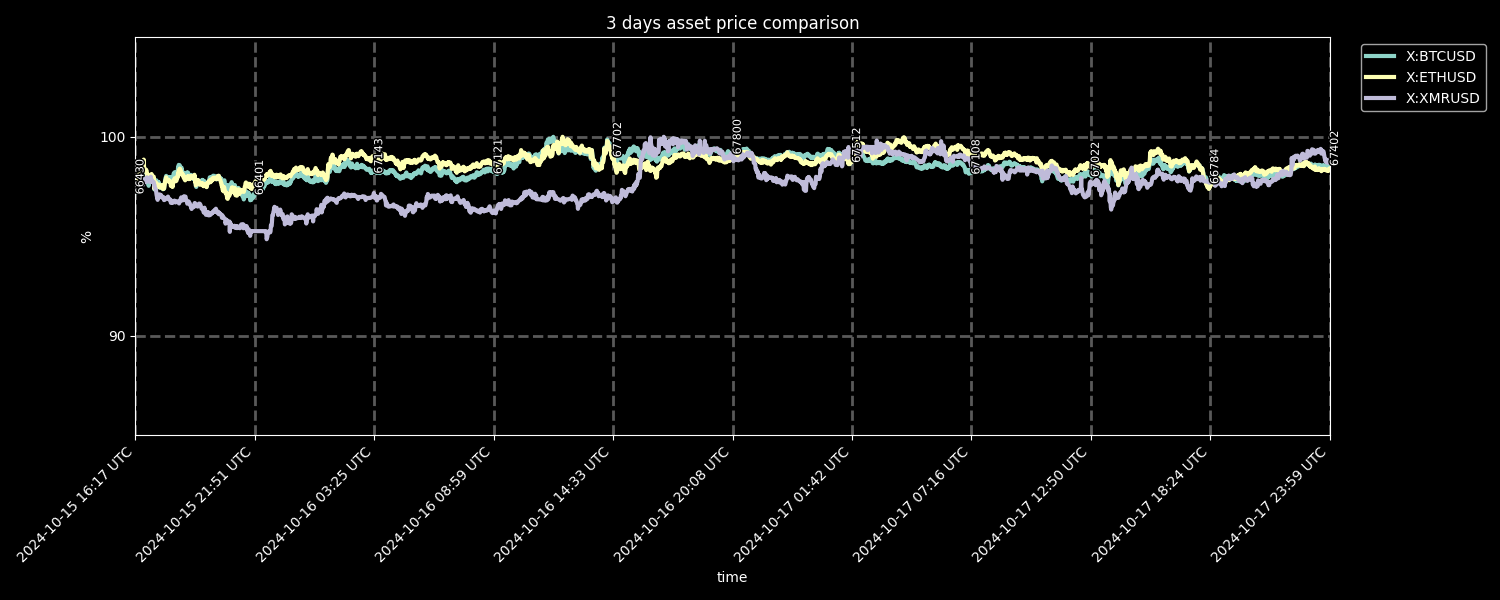 3 days asset price comparison
X:BTCUSD
X:ETHUSD
X:XMRUSD
100
90
%
66430
66401
67143
67121
67702
67800
67512
67108
67022
66784
67402
2024-10-15 16:17 UTC
2024-10-15 21:51 UTC
2024-10-16 03:25 UTC
2024-10-16 08:59 UTC
2024-10-16 14:33 UTC
2024-10-16 20:08 UTC
2024-10-17 01:42 UTC
2024-10-17 07:16 UTC
2024-10-17 12:50 UTC
2024-10-17 18:24 UTC
2024-10-17 23:59 UTC
time